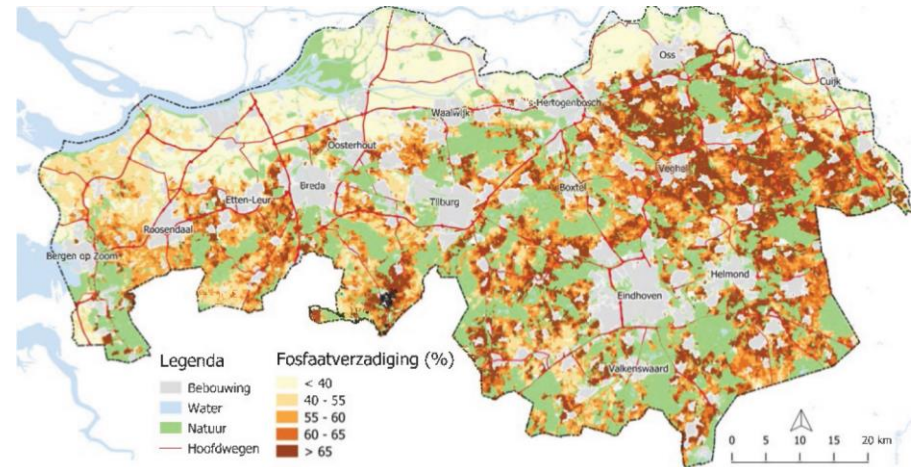 Oss
Cuijk
's-Hertogenbosch
Waalwijk
Oosterhout
Veghel
Breda
Boxtel
Etten-Leur
Tilburg
Roosendaal
Bergen op Zoom
Helmond
Eindhoven
Valkenswaard
Legenda
Bebouwing
Water
Natuur
Hoofdwegen
Fosfaatverzadiging (%)
< 40
40 - 55
55 - 60
60 - 65
> 65
0 5 10 15 20 km